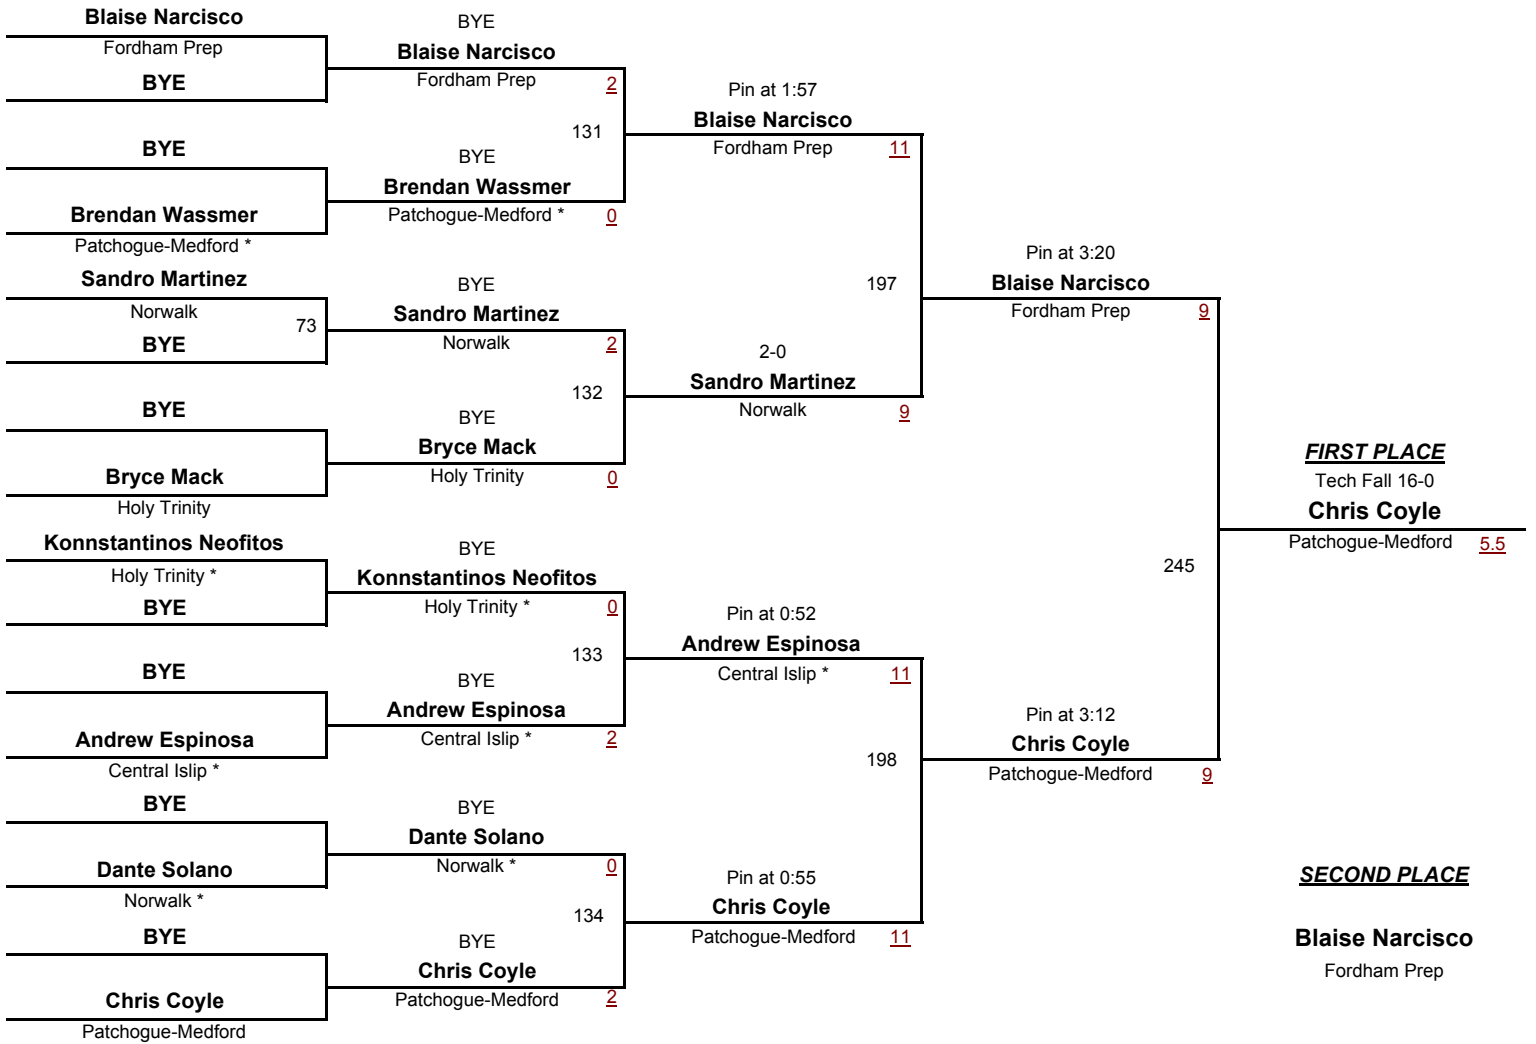 Blaise Narcisco
Fordham Prep
BYE
BYE
Brendan Wassmer
Patchogue-Medford *
Sandro Martinez
Norwalk
73
BYE
BYE
Bryce Mack
Holy Trinity
Konnstantinos Neofitos
Holy Trinity *
BYE
BYE
Andrew Espinosa
Central Islip *
BYE
Dante Solano
Norwalk *
BYE
Chris Coyle
Patchogue-Medford
BYE
Blaise Narcisco
Fordham Prep
2
131
BYE
Brendan Wassmer
Patchogue-Medford *
0
BYE
Sandro Martinez
Norwalk
2
132
BYE
Bryce Mack
Holy Trinity
0
BYE
Konnstantinos Neofitos
Holy Trinity *
0
133
BYE
Andrew Espinosa
Central Islip *
2
BYE
Dante Solano
Norwalk *
0
134
BYE
Chris Coyle
Patchogue-Medford
2
Pin at 1:57
Blaise Narcisco
Fordham Prep
11
197
2-0
Sandro Martinez
Norwalk
9
Pin at 0:52
Andrew Espinosa
Central Islip *
11
198
Pin at 0:55
Chris Coyle
Patchogue-Medford
11
Pin at 3:20
Blaise Narcisco
Fordham Prep
9
245
Pin at 3:12
Chris Coyle
Patchogue-Medford
9
FIRST PLACE
Tech Fall 16-0
Chris Coyle
Patchogue-Medford
5.5
SECOND PLACE
Blaise Narcisco
Fordham Prep